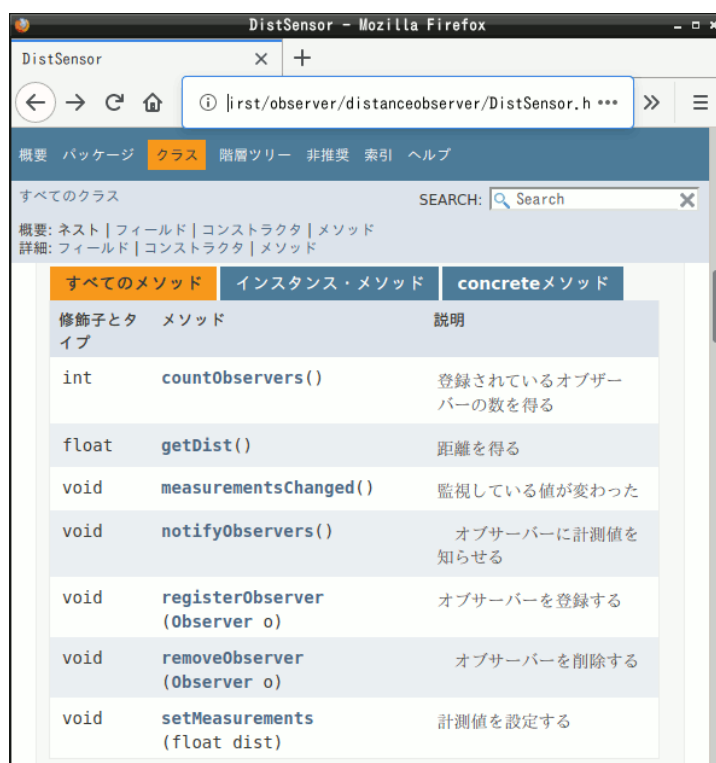 DistSensor - Mozilla Firefox
DistSensor
irst/observer/distanceobserver/DistSensor.h
概要 パッケージ クラス 階層ツリー 非推奨 索引 ヘルプ
すべてのクラス
SEARCH: Search
概要: ネスト | フィールド | コンストラクタ | メソッド
詳細: フィールド | コンストラクタ | メソッド
すべてのメソッド インスタンス・メソッド concreteメソッド
修飾子とタ メソッド 説明
イプ
int countObservers() 登録されているオブザー
バーの数を得る
float getDist() 距離を得る
void measurementsChanged() 監視している値が変わった
void notifyObservers() オブサーバーに計測値を
知らせる
void registerObserver オブサーバーを登録する
(Observer o)
void removeObserver オブサーバーを削除する
(Observer o)
void setMeasurements 計測値を設定する
(float dist)